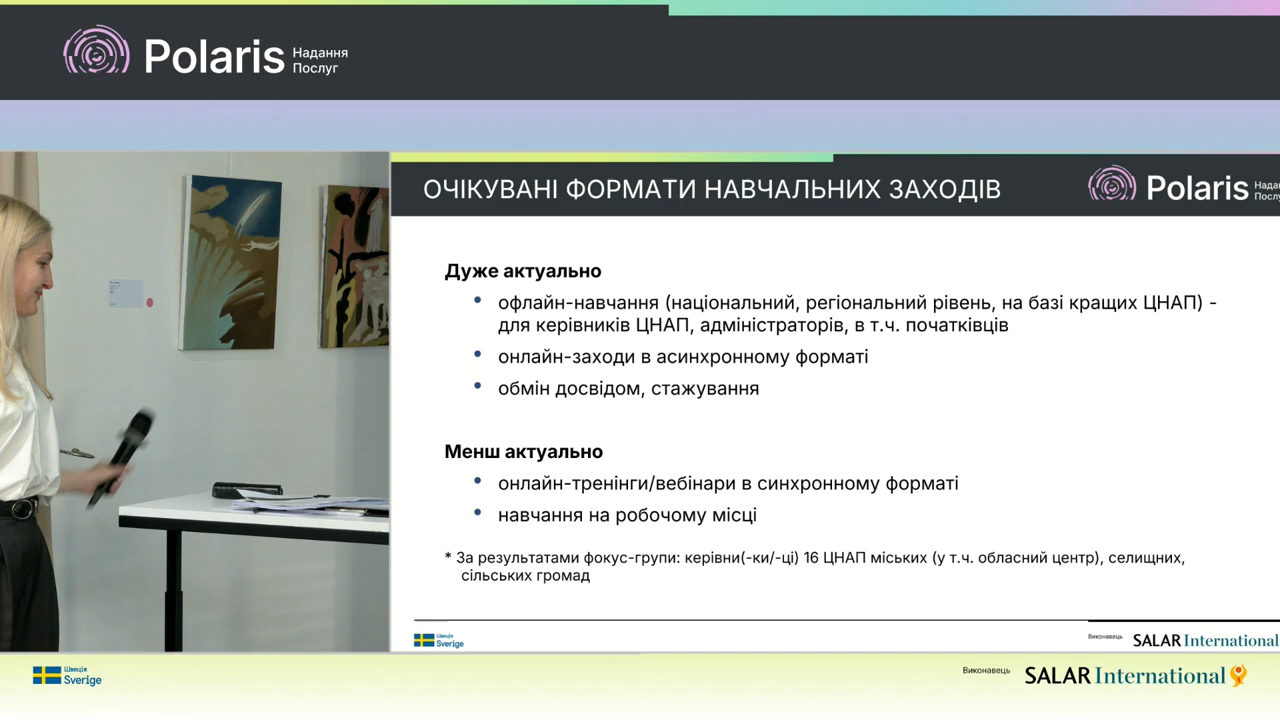 Polaris Надання
Послуг
ОЧІКУВАНІ ФОРМАТИ НАВЧАЛЬНИХ ЗАХОДІВ
Polaris
Дуже актуально
• офлайн-навчання (національний, регіональний рівень, на базі кращих ЦНАП) -
для керівників ЦНАП, адміністраторів, в т.ч. початківців
• онлайн-заходи в асинхронному форматі
• обмін досвідом, стажування
Менш актуально
• онлайн-тренінги/вебінари в синхронному форматі
• навчання на робочому місці
* За результатами фокус-групи: керівни(-ки/-ці) 16 ЦНАП міських (у т.ч. обласний центр), селищних,
сільських громад
Швеція
Sverige
Виконавець SALAR International
Швеція
Sverige
Виконавець SALAR International